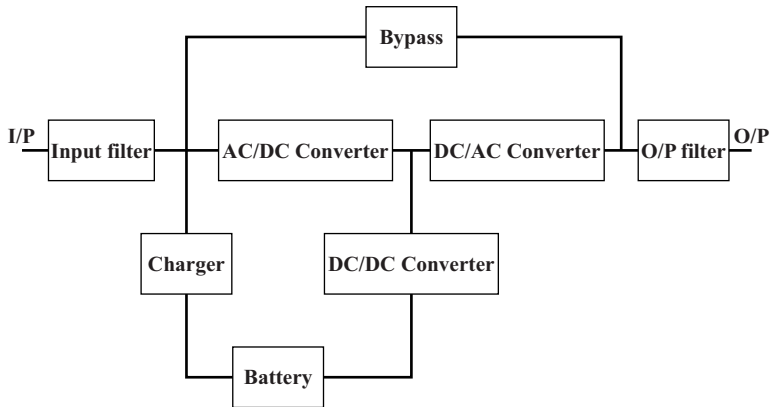 Bypass
I/P
Input filter
AC/DC Converter
DC/AC Converter
O/P filter
O/P
Charger
DC/DC Converter
Battery